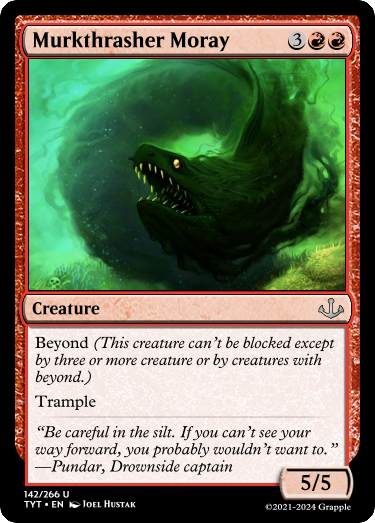 Murkthrasher Moray 3
Creature
Beyond (This creature can't be blocked except
by three or more creature or by creatures with
beyond.)
Trample
"Be careful in the silt. If you can't see your
way forward, you probably wouldn't want to."
—Pundar, Drownside captain
5/5
142/266 U
TYT • EN Joel Hustak
©2021-2024 Grapple